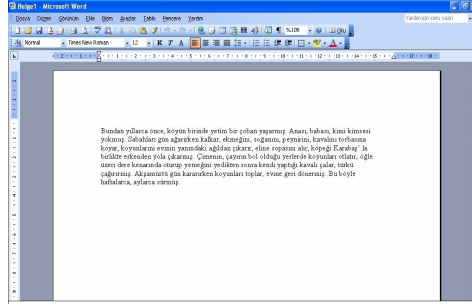 Belge1 - Microsoft Word
Dosya Düzen Görünüm Ekle Biçim Araçlar Tablo Pencere Yardım
Yardım için soru yazın
%105 Oku
Normal Times New Roman 12 K T A
Bundan yıllarca önce, köyün birinde yetim bir çoban yaşarmış. Anası, babası, kimi kimsesi
yokmuş. Sabahları gün ağarırken kalkar, ekmeğini, soğanını, peynirini, kavalını torbasına
koyar, koyunlarını evinin yanındaki ağıldan çıkarır, eline sopasını alır, köpeği Karabaş' la
birlikte erkenden yola çıkarmış. Çimenin, çayırın bol olduğu yerlerde koyunları otlatır, öğle
üzeri dere kenarında oturup yemeğini yedikten sonra kendi yaptığı kavalı çalar, türkü
çağırırmış. Akşamüstü gün kararırken koyunları toplar, evine geri dönermiş. Bu böyle
haftalarca, aylarca sürmüş.